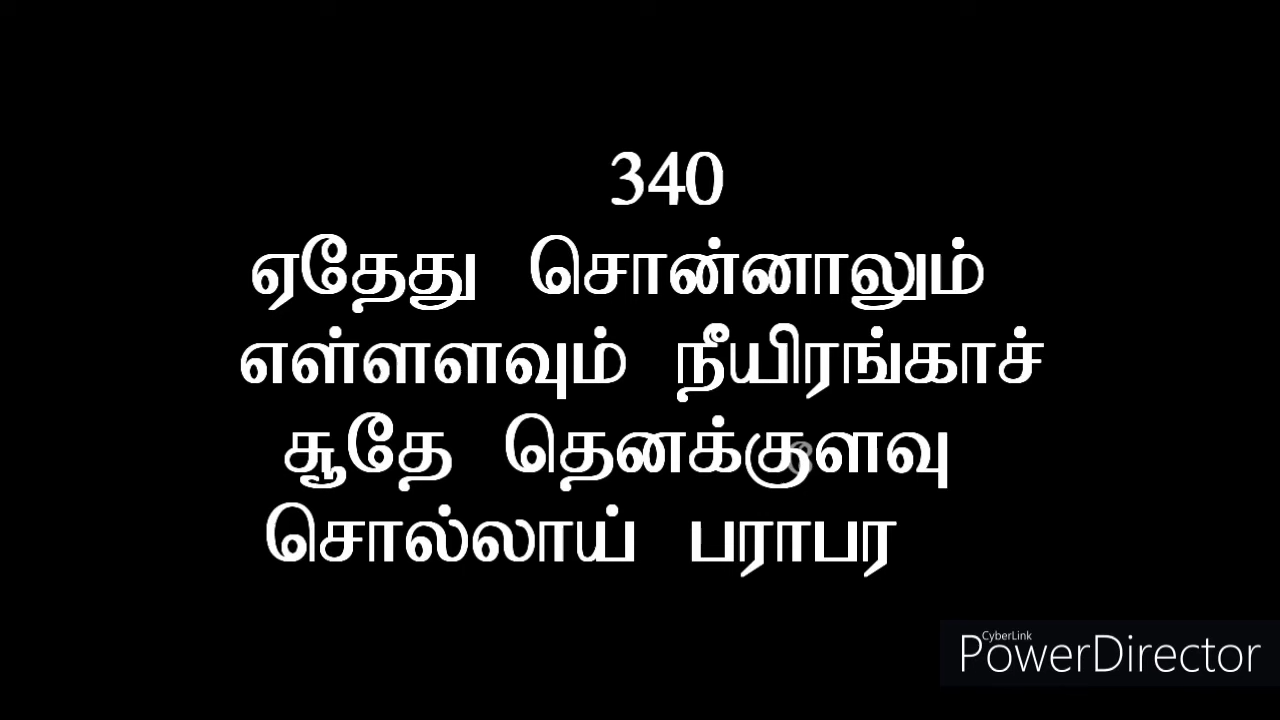 340
ஏதேது சொன்னாலும்
எள்ளளவும் நீயிரங்காச்
சூதே தெனக்குளவு
சொல்லாய் பராபர
CyberLink
PowerDirector